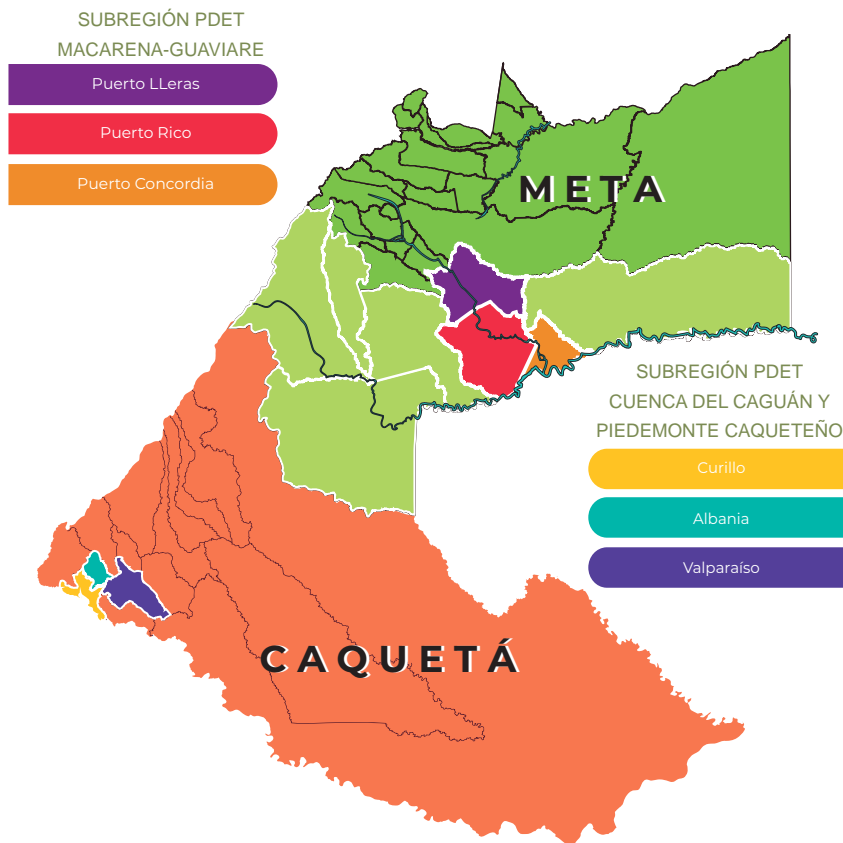 SUBREGIÓN PDET
MACARENA-GUAVIARE
Puerto LLeras
Puerto Rico
Puerto Concordia
META
SUBREGIÓN PDET
CUENCA DEL CAGUÁN Y
PIEDEMONTE CAQUETEÑO
Curillo
Albania
Valparaíso
CAQUETÁ